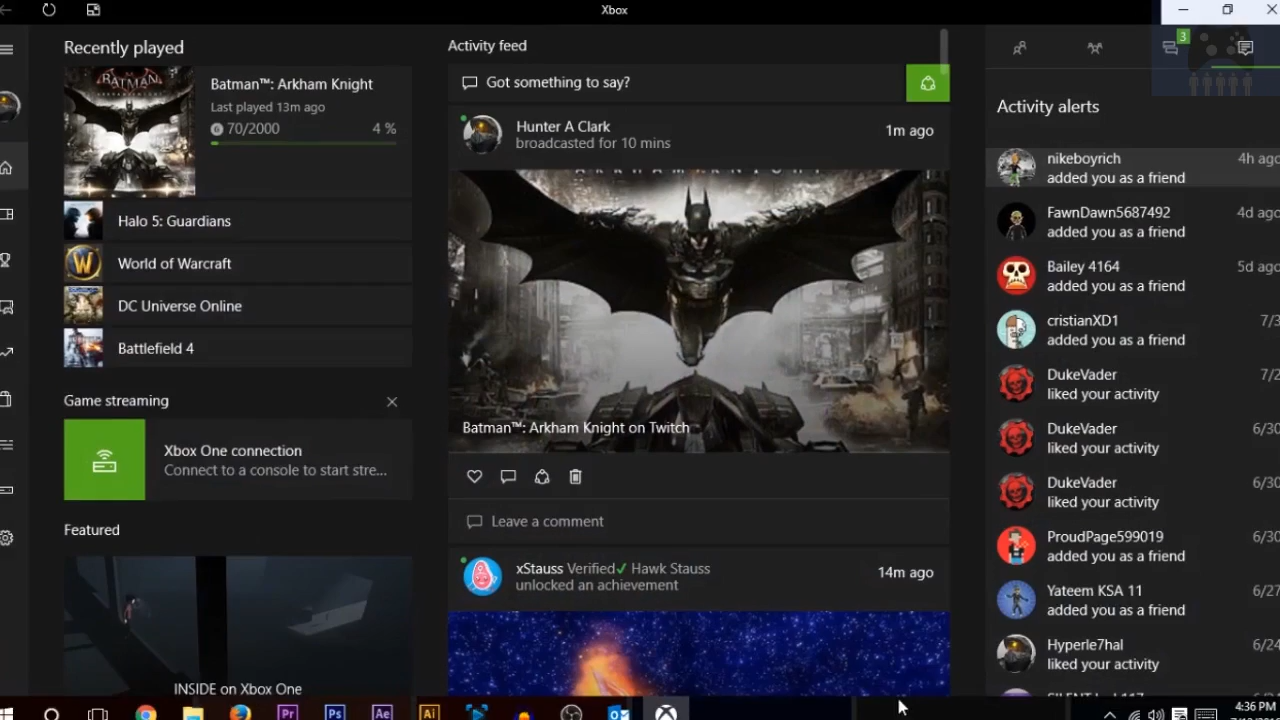 Xbox
Recently played
BATMAN
Batman™: Arkham Knight
Last played 13m ago
G 70/2000
4 %
Halo 5: Guardians
World of Warcraft
DC Universe Online
Battlefield 4
Game streaming
Xbox One connection
Connect to a console to start stre...
Featured
INSIDE on Xbox One
Activity feed
Got something to say?
Hunter A Clark
1m ago
broadcasted for 10 mins
Batman™: Arkham Knight on Twitch
Leave a comment
xStauss Verified✓ Hawk Stauss
14m ago
unlocked an achievement
3
Activity alerts
nikeboyrich
4h ago
added you as a friend
FawnDawn5687492
4d ago
added you as a friend
Bailey 4164
5d ago
added you as a friend
cristianXD1
7/3
added you as a friend
DukeVader
7/2
liked your activity
DukeVader
6/30
liked your activity
DukeVader
6/30
liked your activity
ProudPage599019
6/30
added you as a friend
Yateem KSA 11
6/27
added you as a friend
Hyperle7hal
6/24
liked your activity
W
Pr
Ps
Ae
Ai
4:36 PM